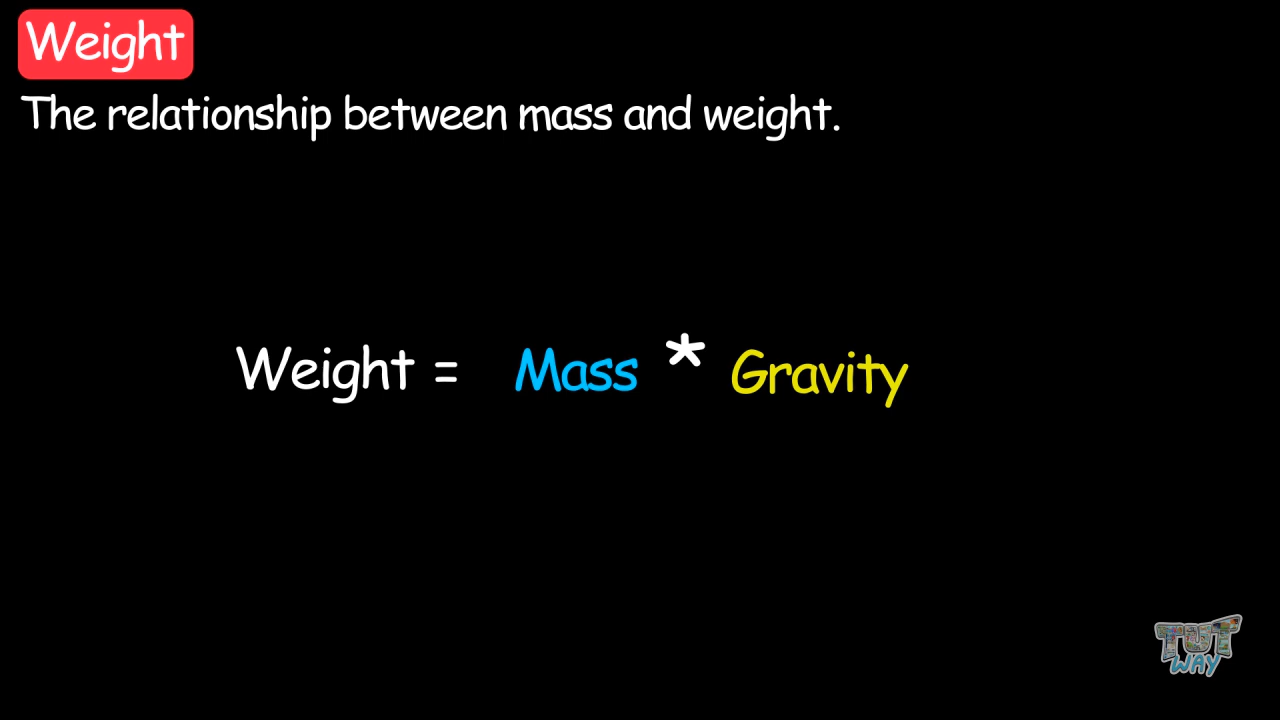 Weight
The relationship between mass and weight.
Weight = Mass * Gravity
TUT
WAY